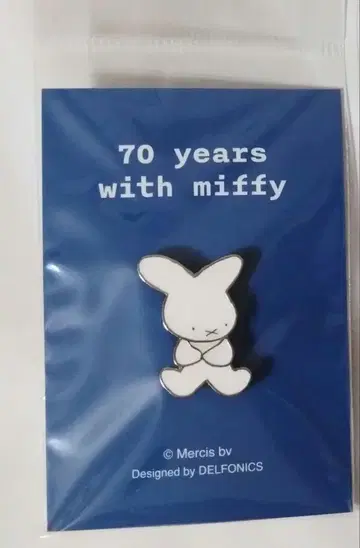 70 years
with miffy
© Mercis bv
Designed by DELFONICS